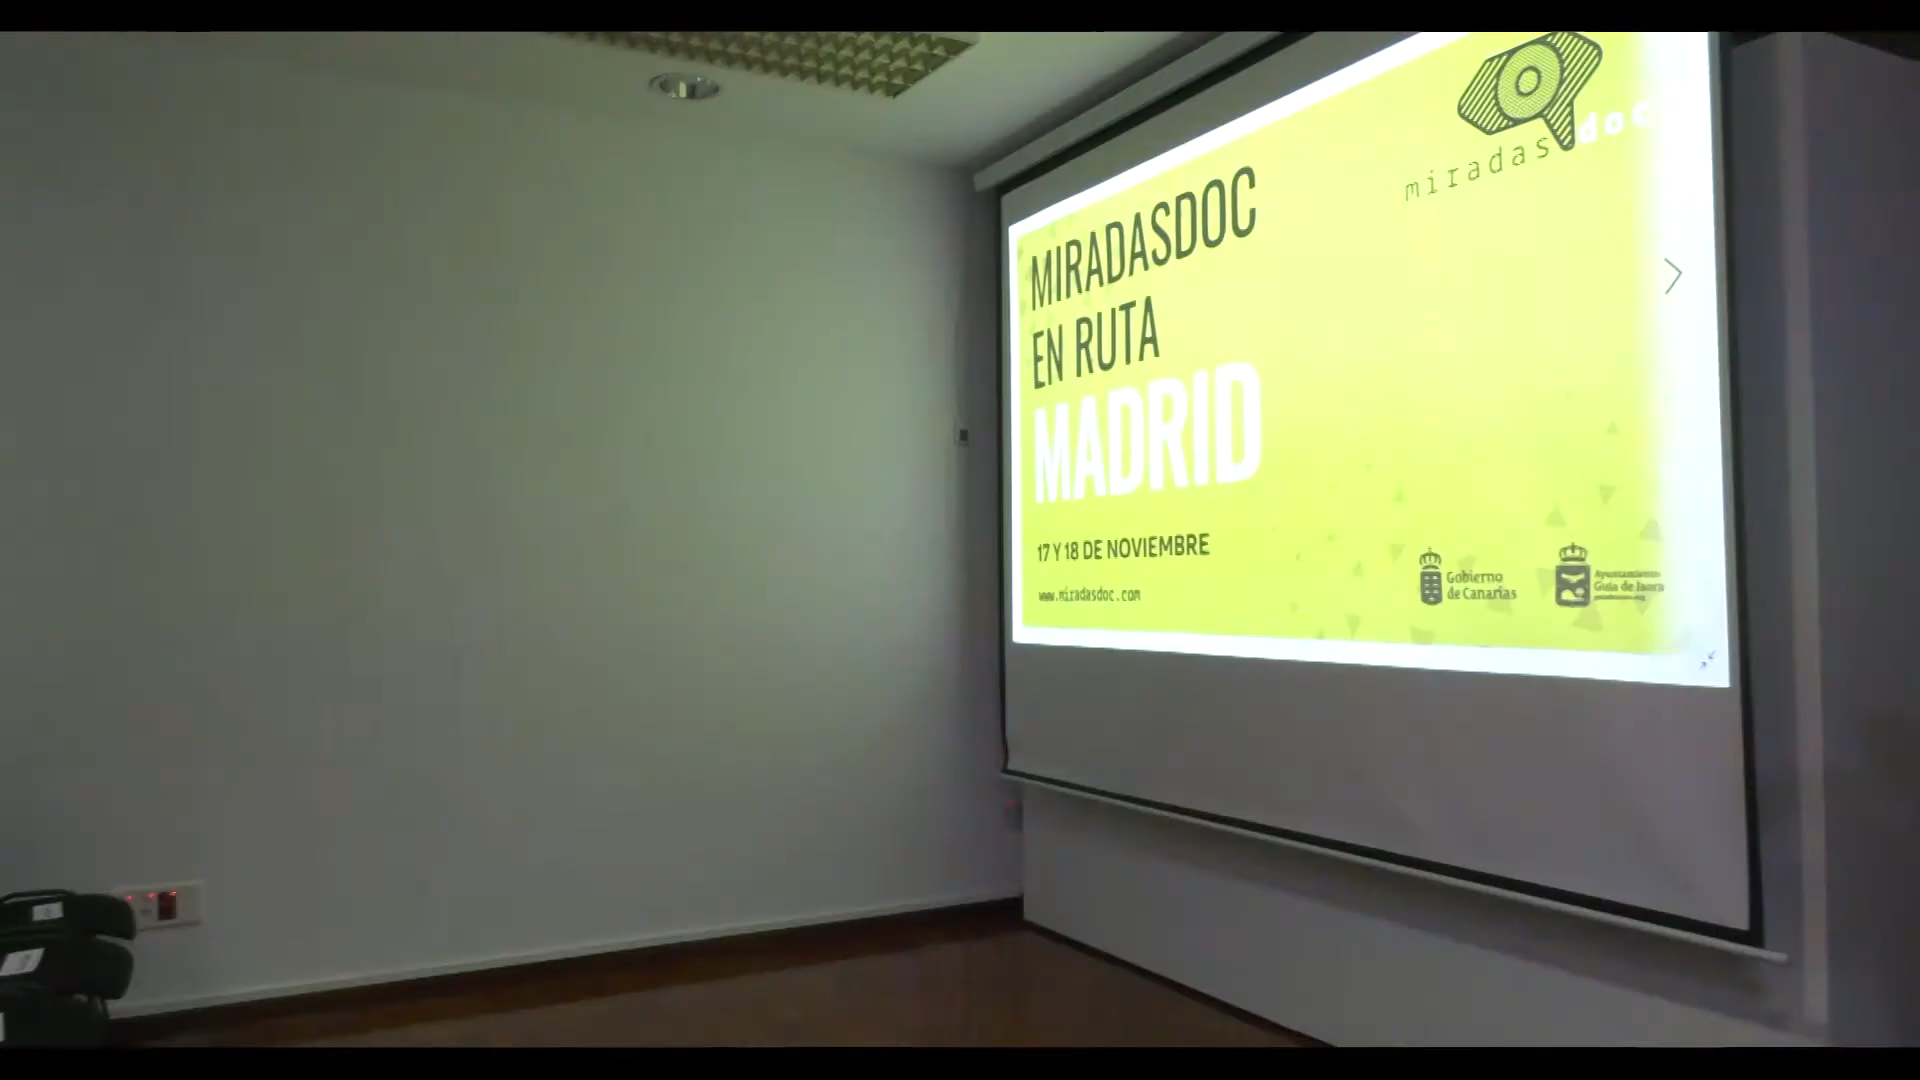 miradasdoc
MIRADASDOC
EN RUTA
MADRID
17 Y 18 DE NOVIEMBRE
www.miradasdoc.com
Gobierno
de Canarias
Ayuntamiento
Guía de Isora